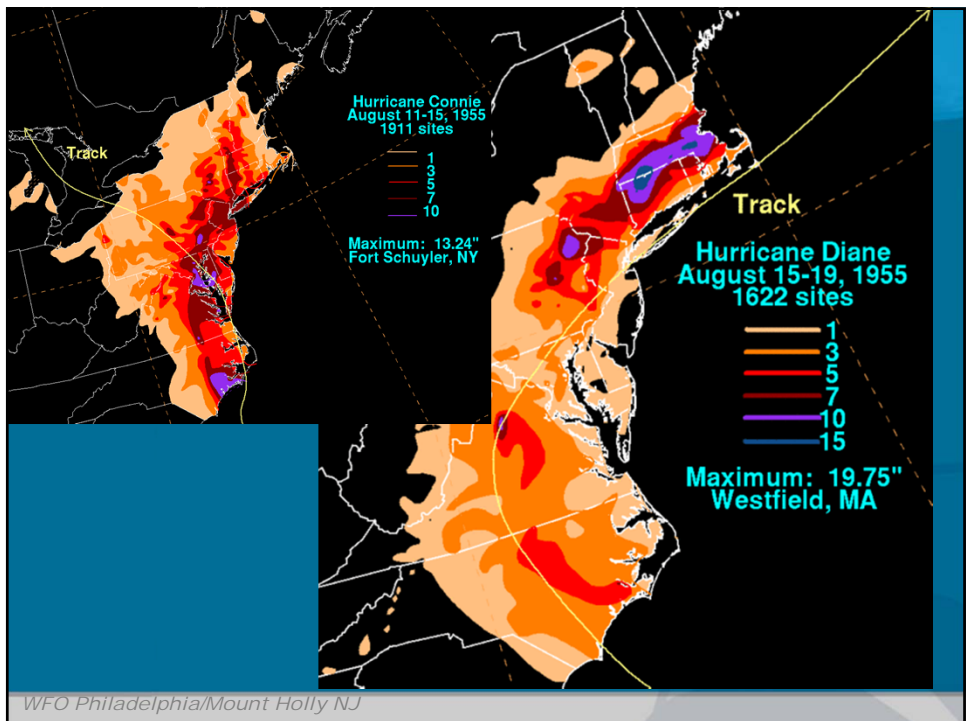 Hurricane Connie
August 11-15, 1955
1911 sites
Track
1
3
5
7
10
Maximum: 13.24"
Fort Schuyler, NY
Track
Hurricane Diane
August 15-19, 1955
1622 sites
1
3
5
7
10
15
Maximum: 19.75"
Westfield, MA
WFO Philadelphia/Mount Holly NJ